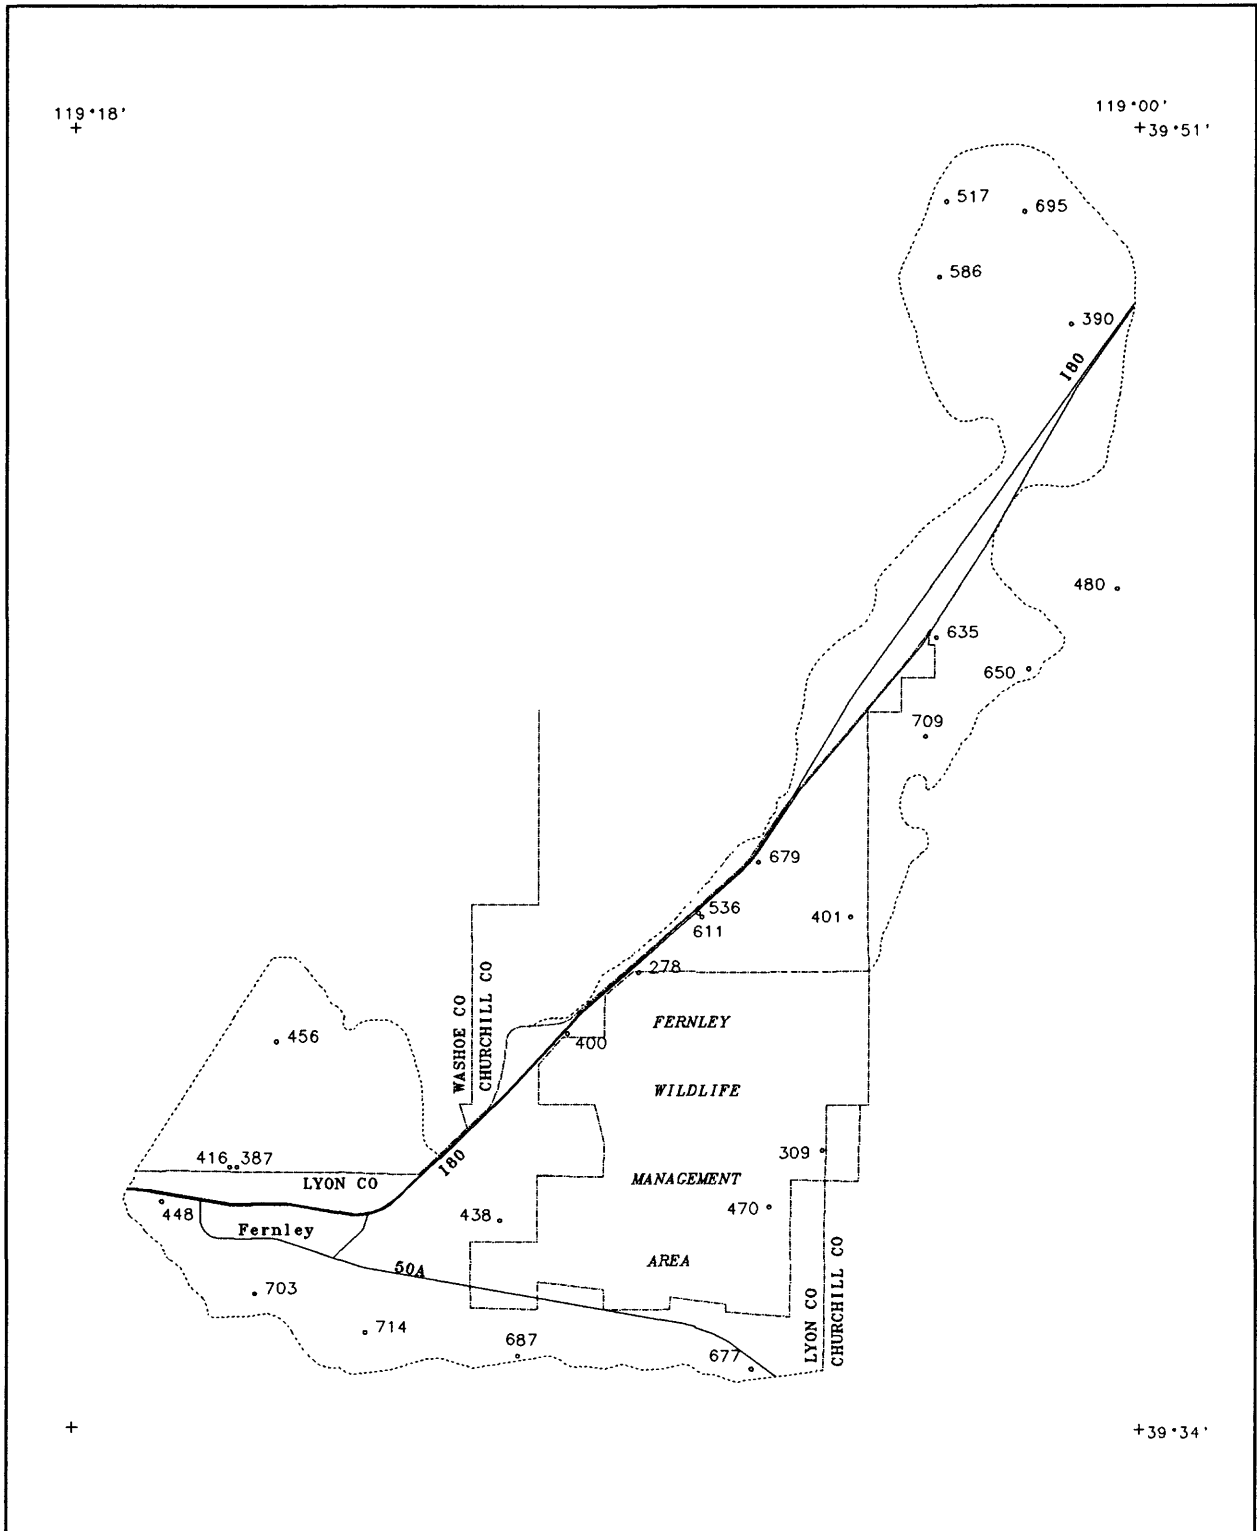 119°18'
119°00'
39°51'
517
695
586
390
I80
480
635
650
709
679
536
611
401
278
WASHOE CO
CHURCHILL CO
FERNLEY
400
456
WILDLIFE
416
387
I80
309
LYON CO
MANAGEMENT
448
Fernley
438
470
50A
AREA
703
714
687
677
LYON CO
CHURCHILL CO
39°34'